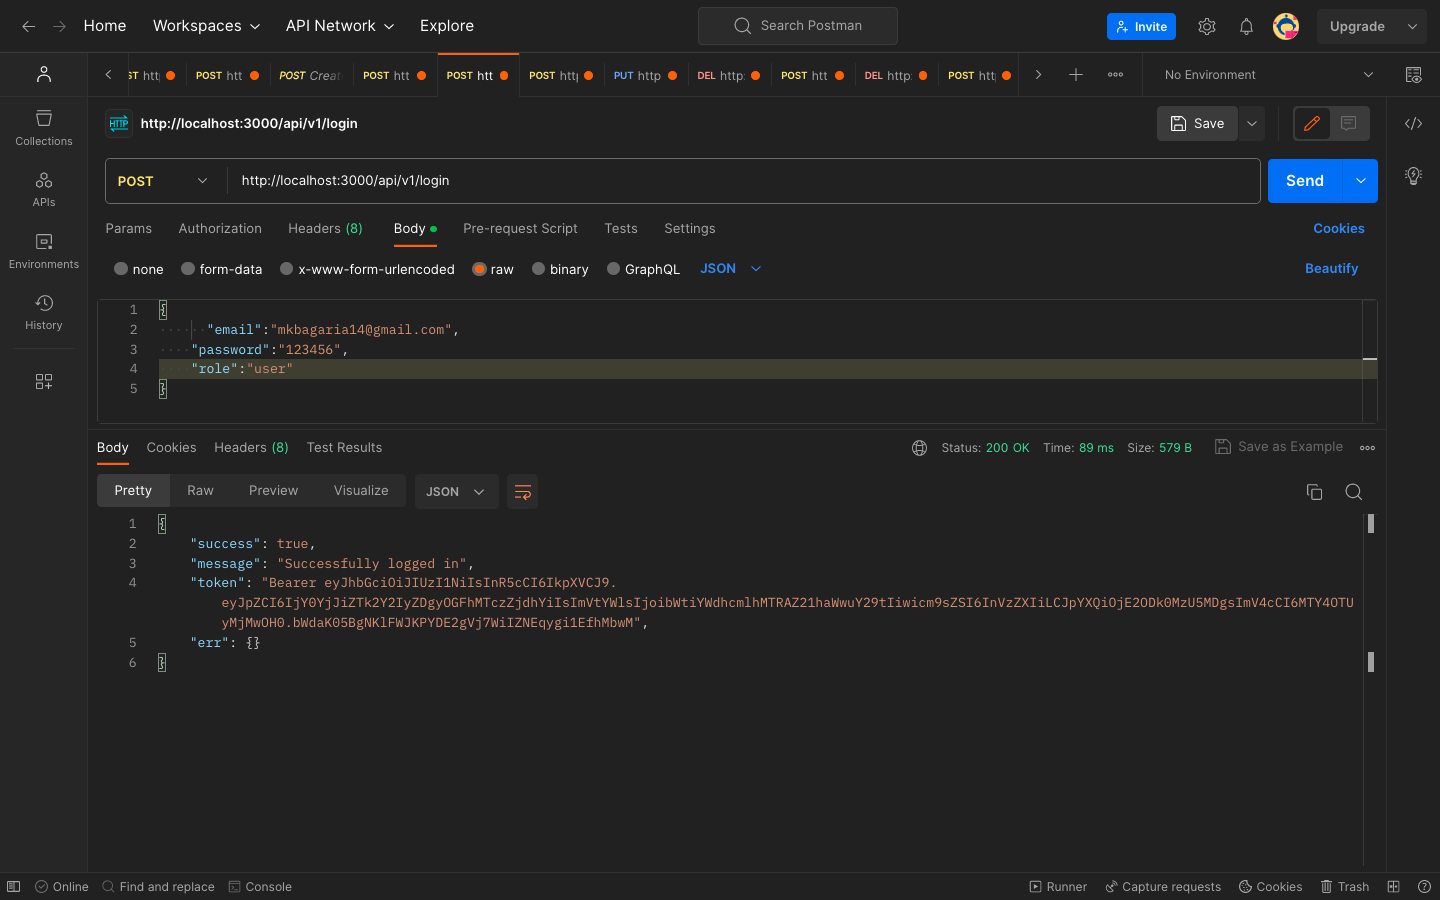 Home Workspaces API Network Explore Search Postman Invite Upgrade
ST http POST htt POST Create POST htt POST htt POST http PUT http DEL http: POST htt DEL http: POST htt No Environment
HTTP http://localhost:3000/api/v1/login Save
Collections
APIs
Environments
History
POST http://localhost:3000/api/v1/login Send
Params Authorization Headers (8) Body Pre-request Script Tests Settings Cookies
none form-data x-www-form-urlencoded raw binary GraphQL JSON Beautify
1 {
2 "email":"mkbagaria14@gmail.com",
3 "password":"123456",
4 "role":"user"
5 }
Body Cookies Headers (8) Test Results Status: 200 OK Time: 89 ms Size: 579 B Save as Example
Pretty Raw Preview Visualize JSON
1 {
2 "success": true,
3 "message": "Successfully logged in",
4 "token": "Bearer eyJhbGciOiJIUzI1NiIsInR5cCI6IkpXVCJ9.
eyJpZCI6IjY0YjJiZTk2Y2IyZDgyOGFhMTczZjdhYiIsImVtYWlsIjoibWtiYWdhcmlhMTRAZ21haWwuY29tIiwicm9sZSI6InVzZXIiLCJpYXQiOjE2ODk0MzU5MDgsImV4cCI6MTY4OTU
yMjMwOH0.bWdaK05BgNKlFWJKPYDE2gVj7WiIZNEqygi1EfhMbwM",
5 "err": {}
6 }
Online Find and replace Console Runner Capture requests Cookies Trash